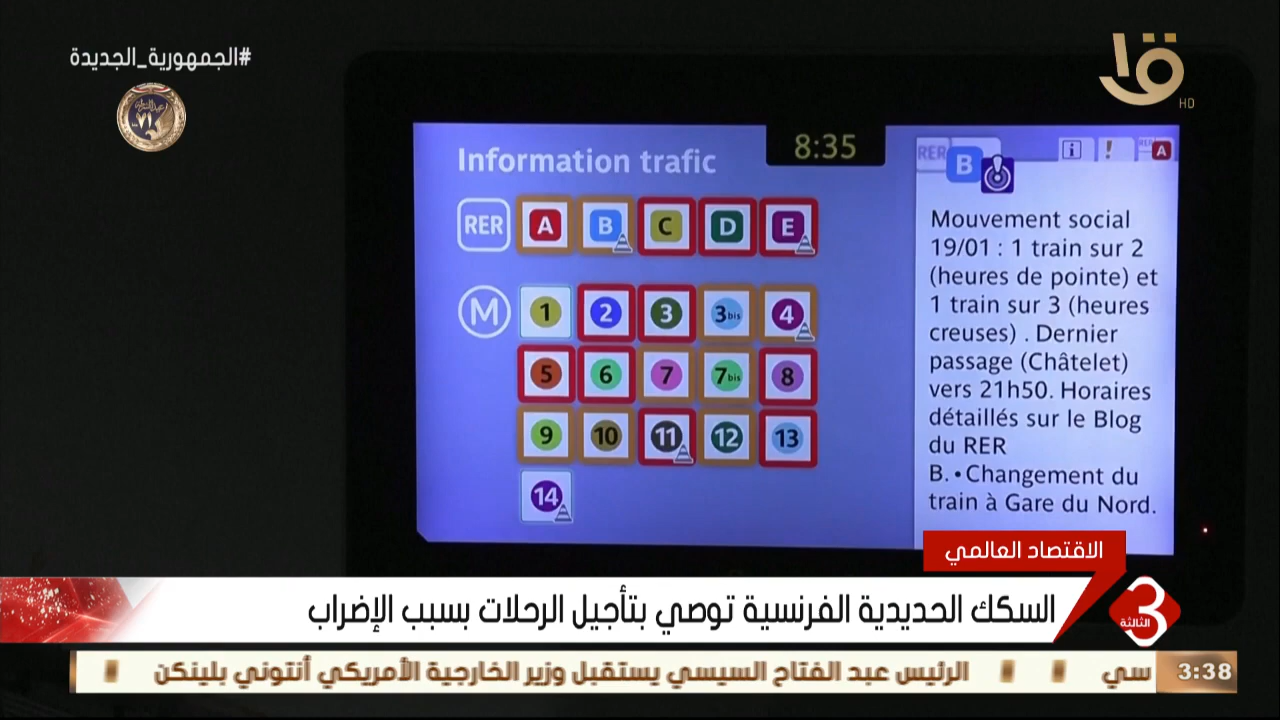 #الجمهورية_الجديدة
HD
8:35
Information trafic
RER A B C D E
M 1 2 3 3bis 4
5 6 7 7bis 8
9 10 11 12 13
14
RER B A
Mouvement social
19/01 : 1 train sur 2
(heures de pointe) et
1 train sur 3 (heures
creuses) . Dernier
passage (Châtelet)
vers 21h50. Horaires
détaillés sur le Blog
du RER
B. • Changement du
train à Gare du Nord.
الاقتصاد العالمي
السكك الحديدية الفرنسية توصي بتأجيل الرحلات بسبب الإضراب
3 الثالثة
3:38 سي الرئيس عبد الفتاح السيسي يستقبل وزير الخارجية الأمريكي أنتوني بلينكن